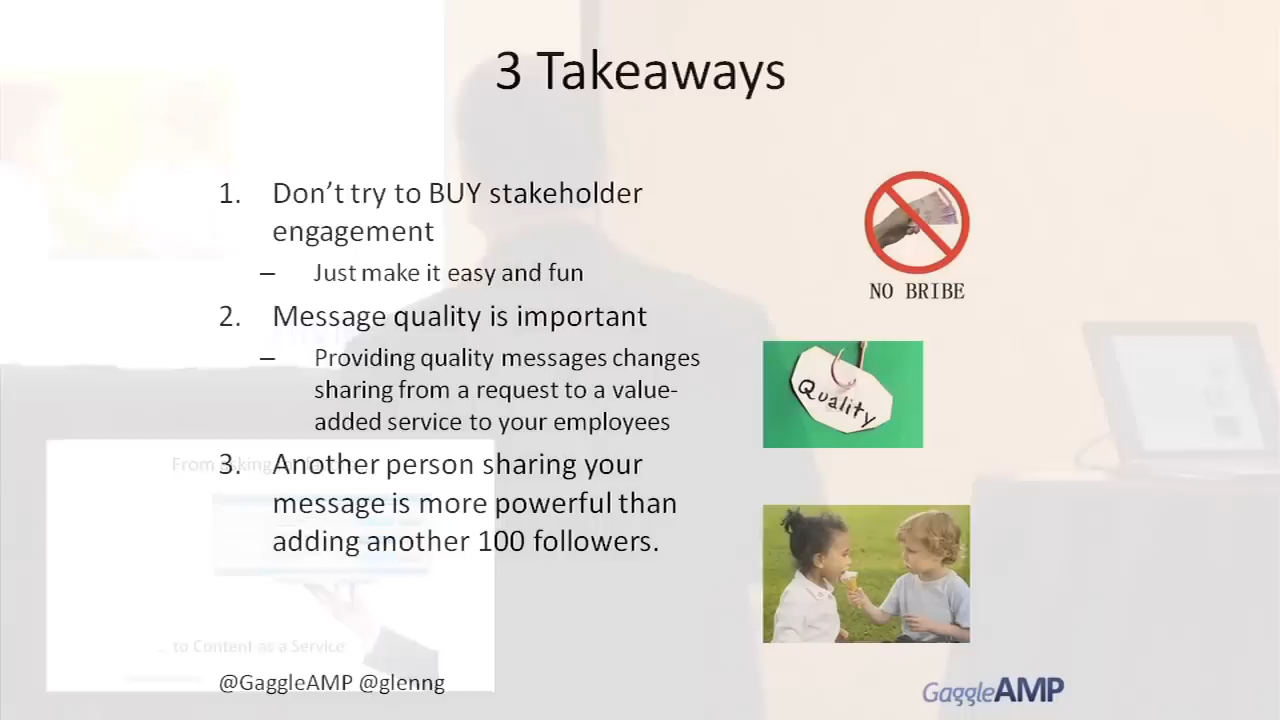 3 Takeaways
1. Don't try to BUY stakeholder
engagement
– Just make it easy and fun
NO BRIBE
2. Message quality is important
– Providing quality messages changes
sharing from a request to a value-
added service to your employees
Quality
3. Another person sharing your
message is more powerful than
adding another 100 followers.
From asking
... to Content as a Service
@GaggleAMP @glenng
GaggleAMP